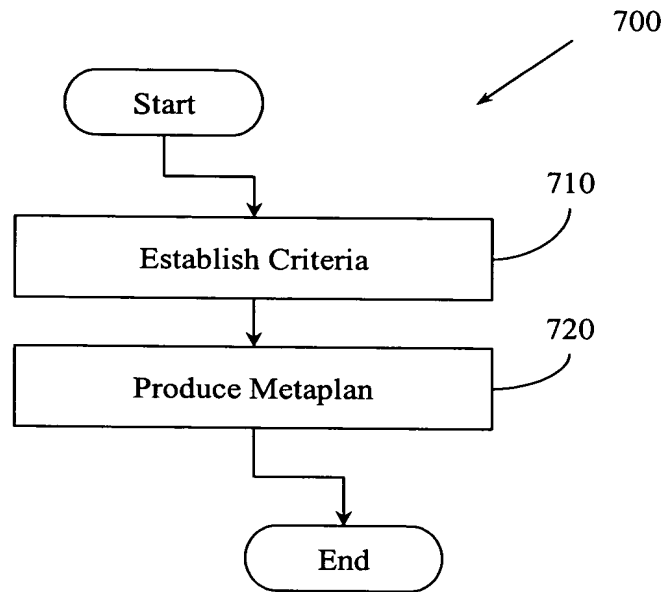 700
Start
710
Establish Criteria
720
Produce Metaplan
End